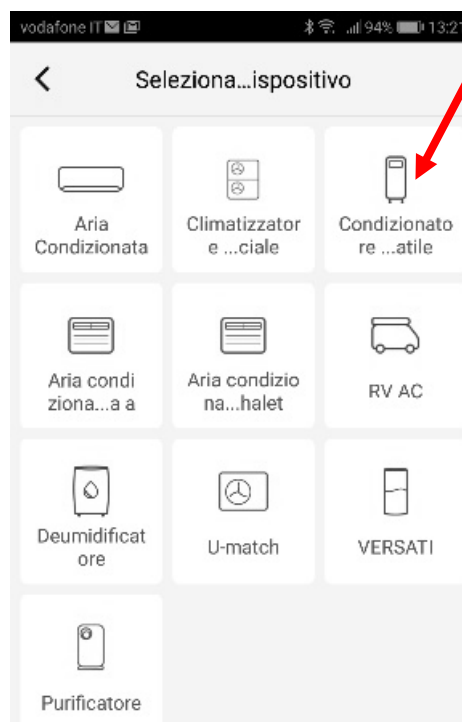 vodafone IT 94% 13:21
Seleziona...ispositivo
Aria
Condizionata
Climatizzator
e ...ciale
Condizionato
re ...atile
Aria condi
ziona...a a
Aria condizio
na...halet
RV AC
Deumidificat
ore
U-match
VERSATI
Purificatore